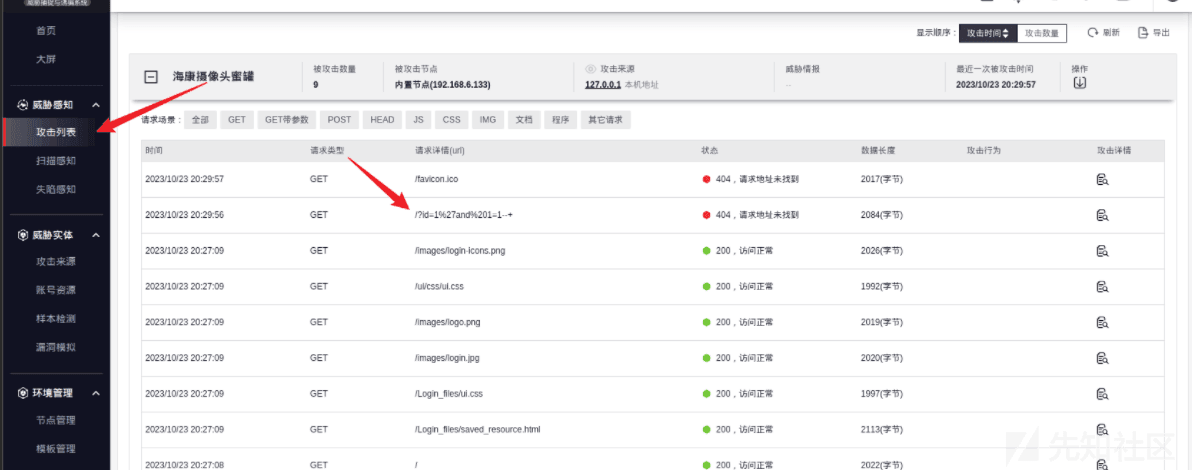 威胁捕捉与诱骗系统
首页
大屏
威胁感知
攻击列表
扫描感知
失陷感知
威胁实体
攻击来源
账号资源
样本检测
漏洞模拟
环境管理
节点管理
模板管理
显示顺序： 攻击时间 攻击数量 刷新 导出
海康摄像头蜜罐
被攻击数量 被攻击节点 攻击来源 威胁情报 最近一次被攻击时间 操作
9 内置节点(192.168.6.133) 127.0.0.1 本机地址 -- 2023/10/23 20:29:57
请求场景： 全部 GET GET带参数 POST HEAD JS CSS IMG 文档 程序 其它请求
时间 请求类型 请求详情(url) 状态 数据长度 攻击行为 攻击详情
2023/10/23 20:29:57 GET /favicon.ico 404，请求地址未找到 2017(字节)
2023/10/23 20:29:56 GET /?id=1%27and%201=1--+ 404，请求地址未找到 2084(字节)
2023/10/23 20:27:09 GET /images/login-icons.png 200，访问正常 2026(字节)
2023/10/23 20:27:09 GET /ui/css/ui.css 200，访问正常 1992(字节)
2023/10/23 20:27:09 GET /images/logo.png 200，访问正常 2019(字节)
2023/10/23 20:27:09 GET /images/login.jpg 200，访问正常 2020(字节)
2023/10/23 20:27:09 GET /Login_files/ui.css 200，访问正常 1997(字节)
2023/10/23 20:27:09 GET /Login_files/saved_resource.html 200，访问正常 2113(字节)
2023/10/23 20:27:08 GET / 200，访问正常 2022(字节)
先知社区